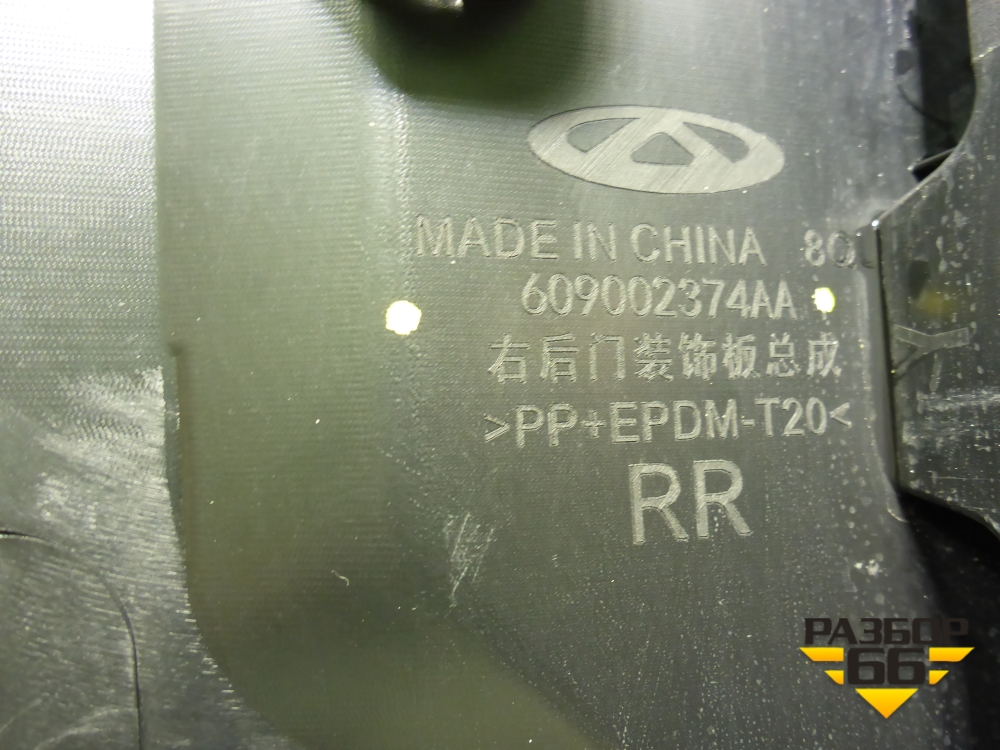 MADE IN CHINA
609002374AA
右后门装饰板总成
>PP+EPDM-T20<
RR
РАЗБОР
66